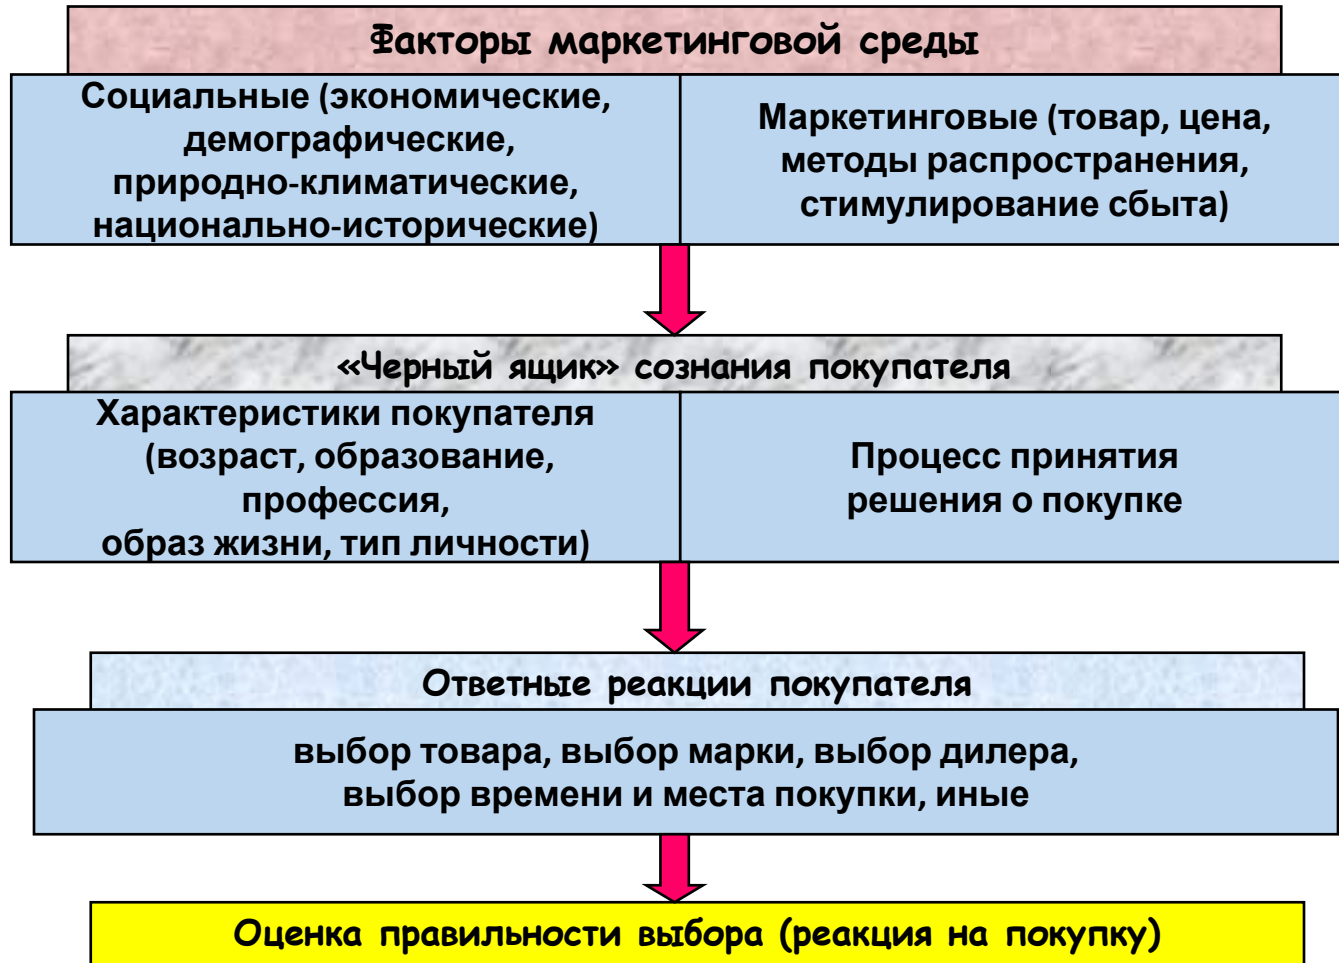 Факторы маркетинговой среды
Социальные (экономические,
демографические,
природно-климатические,
национально-исторические)
Маркетинговые (товар, цена,
методы распространения,
стимулирование сбыта)
«Черный ящик» сознания покупателя
Характеристики покупателя
(возраст, образование,
профессия,
образ жизни, тип личности)
Процесс принятия
решения о покупке
Ответные реакции покупателя
выбор товара, выбор марки, выбор дилера,
выбор времени и места покупки, иные
Оценка правильности выбора (реакция на покупку)